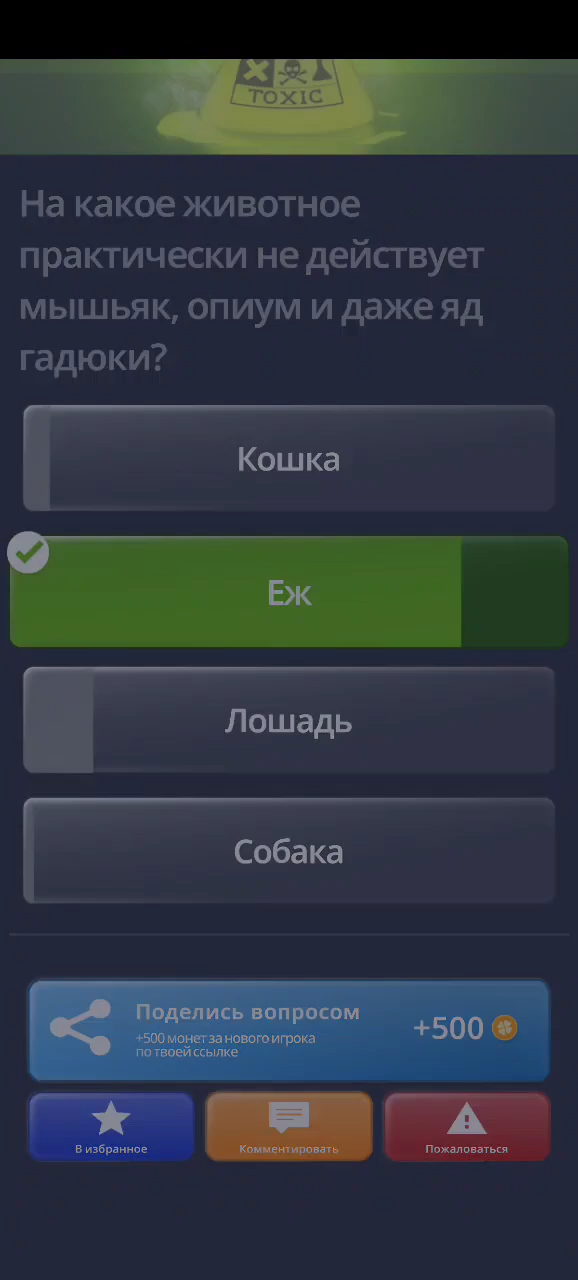 TOXIC
На какое животное
практически не действует
мышьяк, опиум и даже яд
гадюки?
Кошка
Еж
Лошадь
Собака
Поделись вопросом
+500 монет за нового игрока
по твоей ссылке
+500
В избранное
Комментировать
Пожаловаться